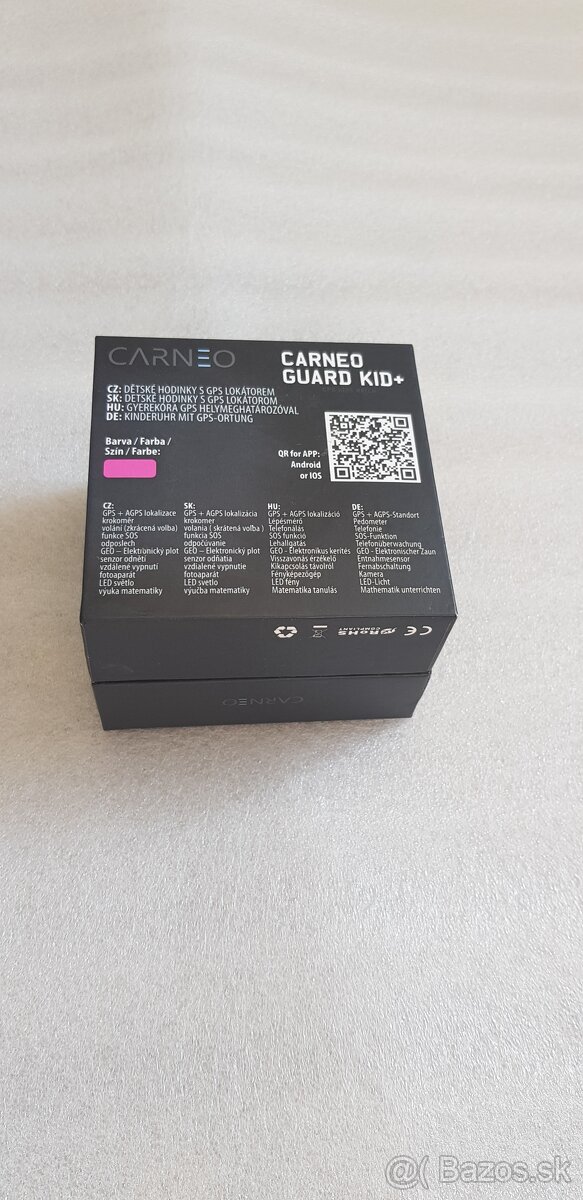 CARNEO
CARNEO
GUARD KID+
CZ: DĚTSKÉ HODINKY S GPS LOKÁTOREM
SK: DETSKÉ HODINKY S GPS LOKÁTOROM
HU: GYEREKÓRA GPS HELYMEGHATÁROZÓVAL
DE: KINDERUHR MIT GPS-ORTUNG
Barva / Farba /
Szín / Farbe:
QR for APP:
Android
or IOS
CZ:
GPS + AGPS lokalizace
krokoměr
volání (zkrácená volba)
funkce SOS
odposlech
GEO – Elektronický plot
senzor odnětí
vzdálené vypnutí
fotoaparát
LED světlo
výuka matematiky
SK:
GPS + AGPS lokalizácia
krokomer
volania ( skrátená voľba )
funkcia SOS
odpočúvanie
GEO – Elektronický plot
senzor odňatia
vzdialené vypnutie
fotoaparát
LED svetlo
výučba matematiky
HU:
GPS + AGPS lokalizáció
Lépésmérő
Telefonálás
SOS funkció
Lehallgatás
GEO - Elektronikus kerítés
Visszavonás érzékelő
Kikapcsolás távolról
Fényképezőgép
LED fény
Matematika tanulás
DE:
GPS + AGPS-Standort
Pedometer
Telefonie
SOS-Funktion
Telefonüberwachung
GEO - Elektronischer Zaun
Entnahmesensor
Fernabschaltung
Kamera
LED-Licht
Mathematik unterrichten
CE RoHS
COMPLIANT
CARNEO
@( Bazos.sk